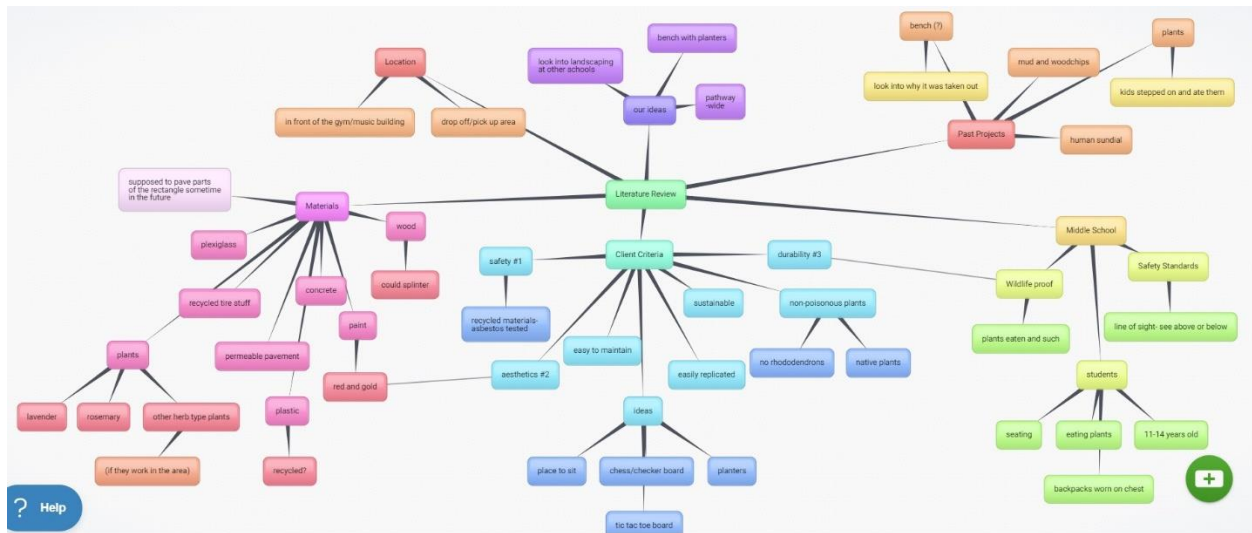 bench (?)
plants
bench with planters
Location
look into landscaping
at other schools
mud and woodchips
look into why it was taken out
kids stepped on and ate them
our ideas
pathway
-wide
in front of the gym/music building
drop off/pick up area
Past Projects
human sundial
supposed to pave parts
of the rectangle sometime
in the future
Literature Review
Materials
wood
Middle School
plexiglass
safety #1
Client Criteria
durability #3
Safety Standards
could splinter
concrete
recycled tire stuff
sustainable
non-poisonous plants
Wildlife proof
paint
recycled materials-
asbestos tested
line of sight- see above or below
plants eaten and such
plants
permeable pavement
easy to maintain
no rhododendrons
native plants
red and gold
aesthetics #2
easily replicated
students
lavender
rosemary
other herb type plants
plastic
ideas
seating
eating plants
11-14 years old
(if they work in the area)
recycled?
place to sit
chess/checker board
planters
backpacks worn on chest
? Help
tic tac toe board